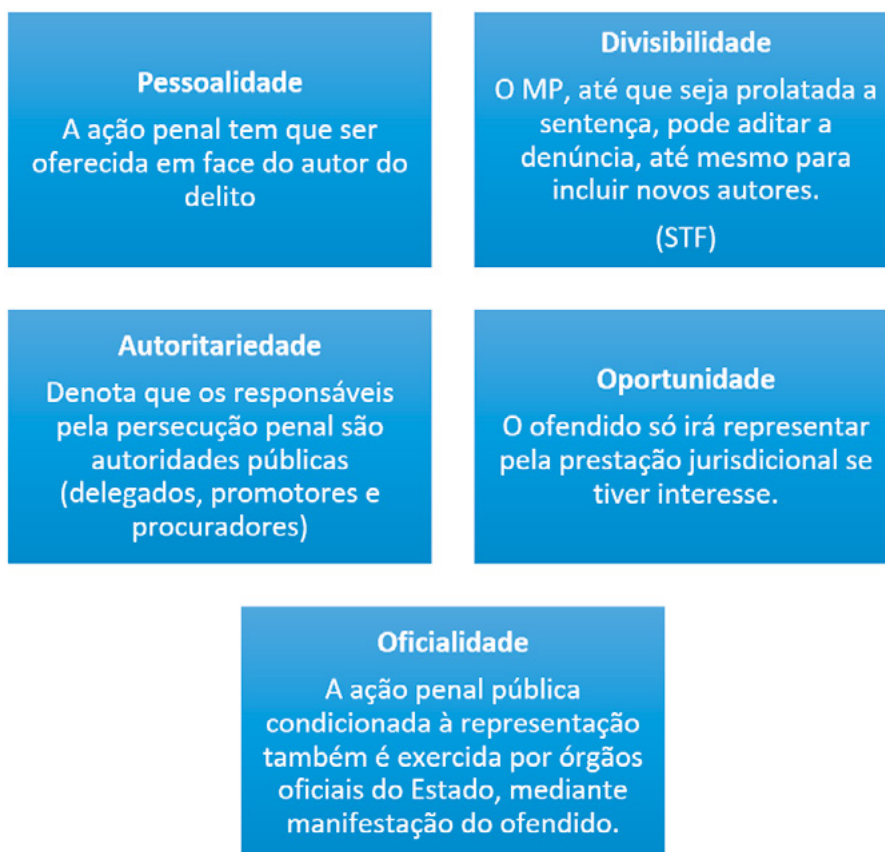 Pessoalidade
A ação penal tem que ser
oferecida em face do autor do
delito
Divisibilidade
O MP, até que seja prolatada a
sentença, pode aditar a
denúncia, até mesmo para
incluir novos autores.
(STF)
Autoritariedade
Denota que os responsáveis
pela persecução penal são
autoridades públicas
(delegados, promotores e
procuradores)
Oportunidade
O ofendido só irá representar
pela prestação jurisdicional se
tiver interesse.
Oficialidade
A ação penal pública
condicionada à representação
também é exercida por órgãos
oficiais do Estado, mediante
manifestação do ofendido.